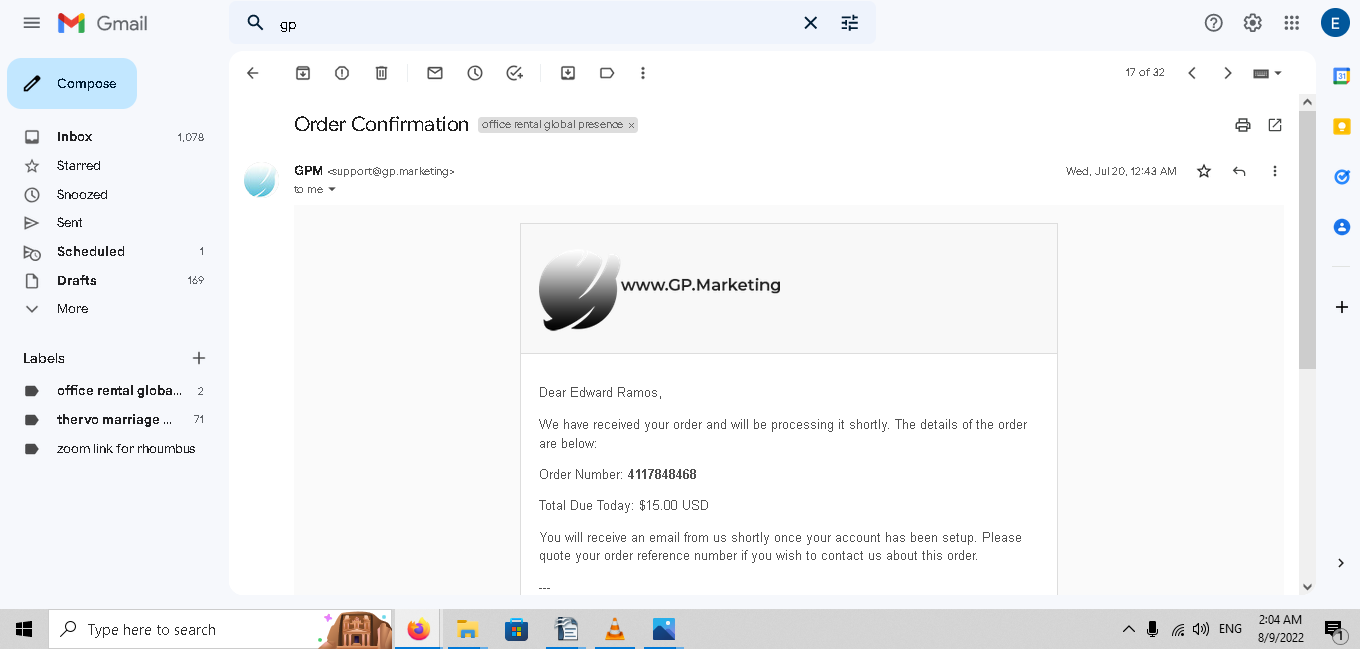 Gmail
gp
Compose
17 of 32
Inbox 1,078
Starred
Snoozed
Sent
Scheduled 1
Drafts 169
More
Labels
office rental globa... 2
thervo marriage ... 71
zoom link for rhoumbus
Order Confirmation
office rental global presence ×
GPM <support@gp.marketing>
Wed, Jul 20, 12:43 AM
to me
www.GP.Marketing
Dear Edward Ramos,
We have received your order and will be processing it shortly. The details of the order
are below:
Order Number: 4117848468
Total Due Today: $15.00 USD
You will receive an email from us shortly once your account has been setup. Please
quote your order reference number if you wish to contact us about this order.
---
E
31
Type here to search
ENG
2:04 AM
8/9/2022
1